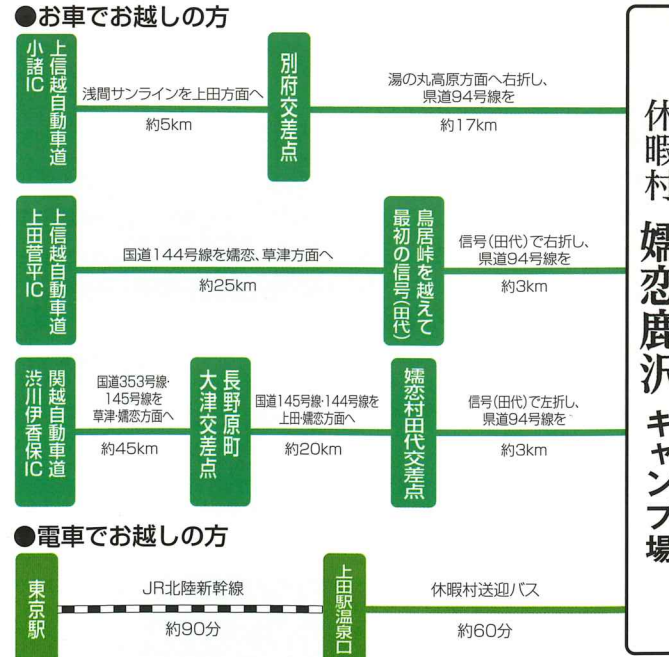 ●お車でお越しの方
上信越自動車道
小諸IC
浅間サンラインを上田方面へ
約5km
別府交差点
湯の丸高原方面へ右折し、
県道94号線を
約17km
上信越自動車道
上田菅平IC
国道144号線を嬬恋、草津方面へ
約25km
鳥居峠を越えて
最初の信号(田代)
信号(田代)で右折し、
県道94号線を
約3km
関越自動車道
渋川伊香保IC
国道353号線・
145号線を
草津・嬬恋方面へ
約45km
長野原町
大津交差点
国道145号線・144号線を
上田・嬬恋方面へ
約20km
嬬恋村田代交差点
信号(田代)で左折し、
県道94号線を
約3km
●電車でお越しの方
東京駅
JR北陸新幹線
約90分
上田駅温泉口
休暇村送迎バス
約60分
休暇村 嬬恋鹿沢 キャンプ場